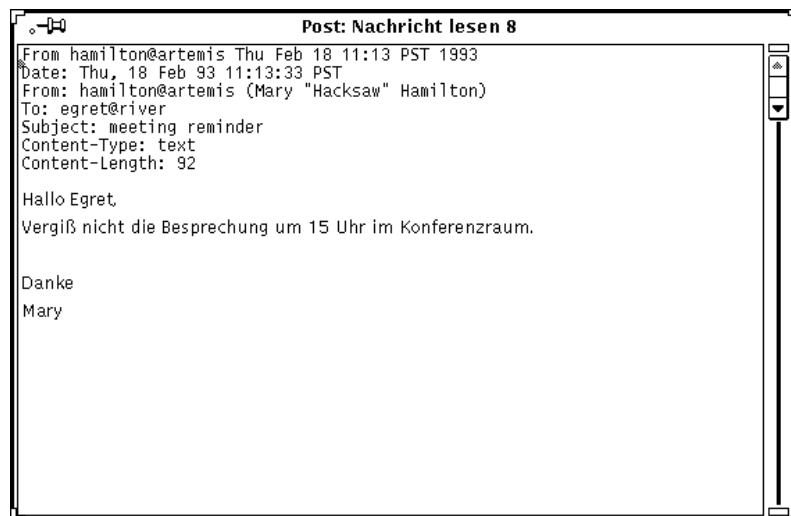 Post: Nachricht lesen 8
From hamilton@artemis Thu Feb 18 11:13 PST 1993
Date: Thu, 18 Feb 93 11:13:33 PST
From: hamilton@artemis (Mary "Hacksaw" Hamilton)
To: egret@river
Subject: meeting reminder
Content-Type: text
Content-Length: 92
Hallo Egret,
Vergiß nicht die Besprechung um 15 Uhr im Konferenzraum.
Danke
Mary